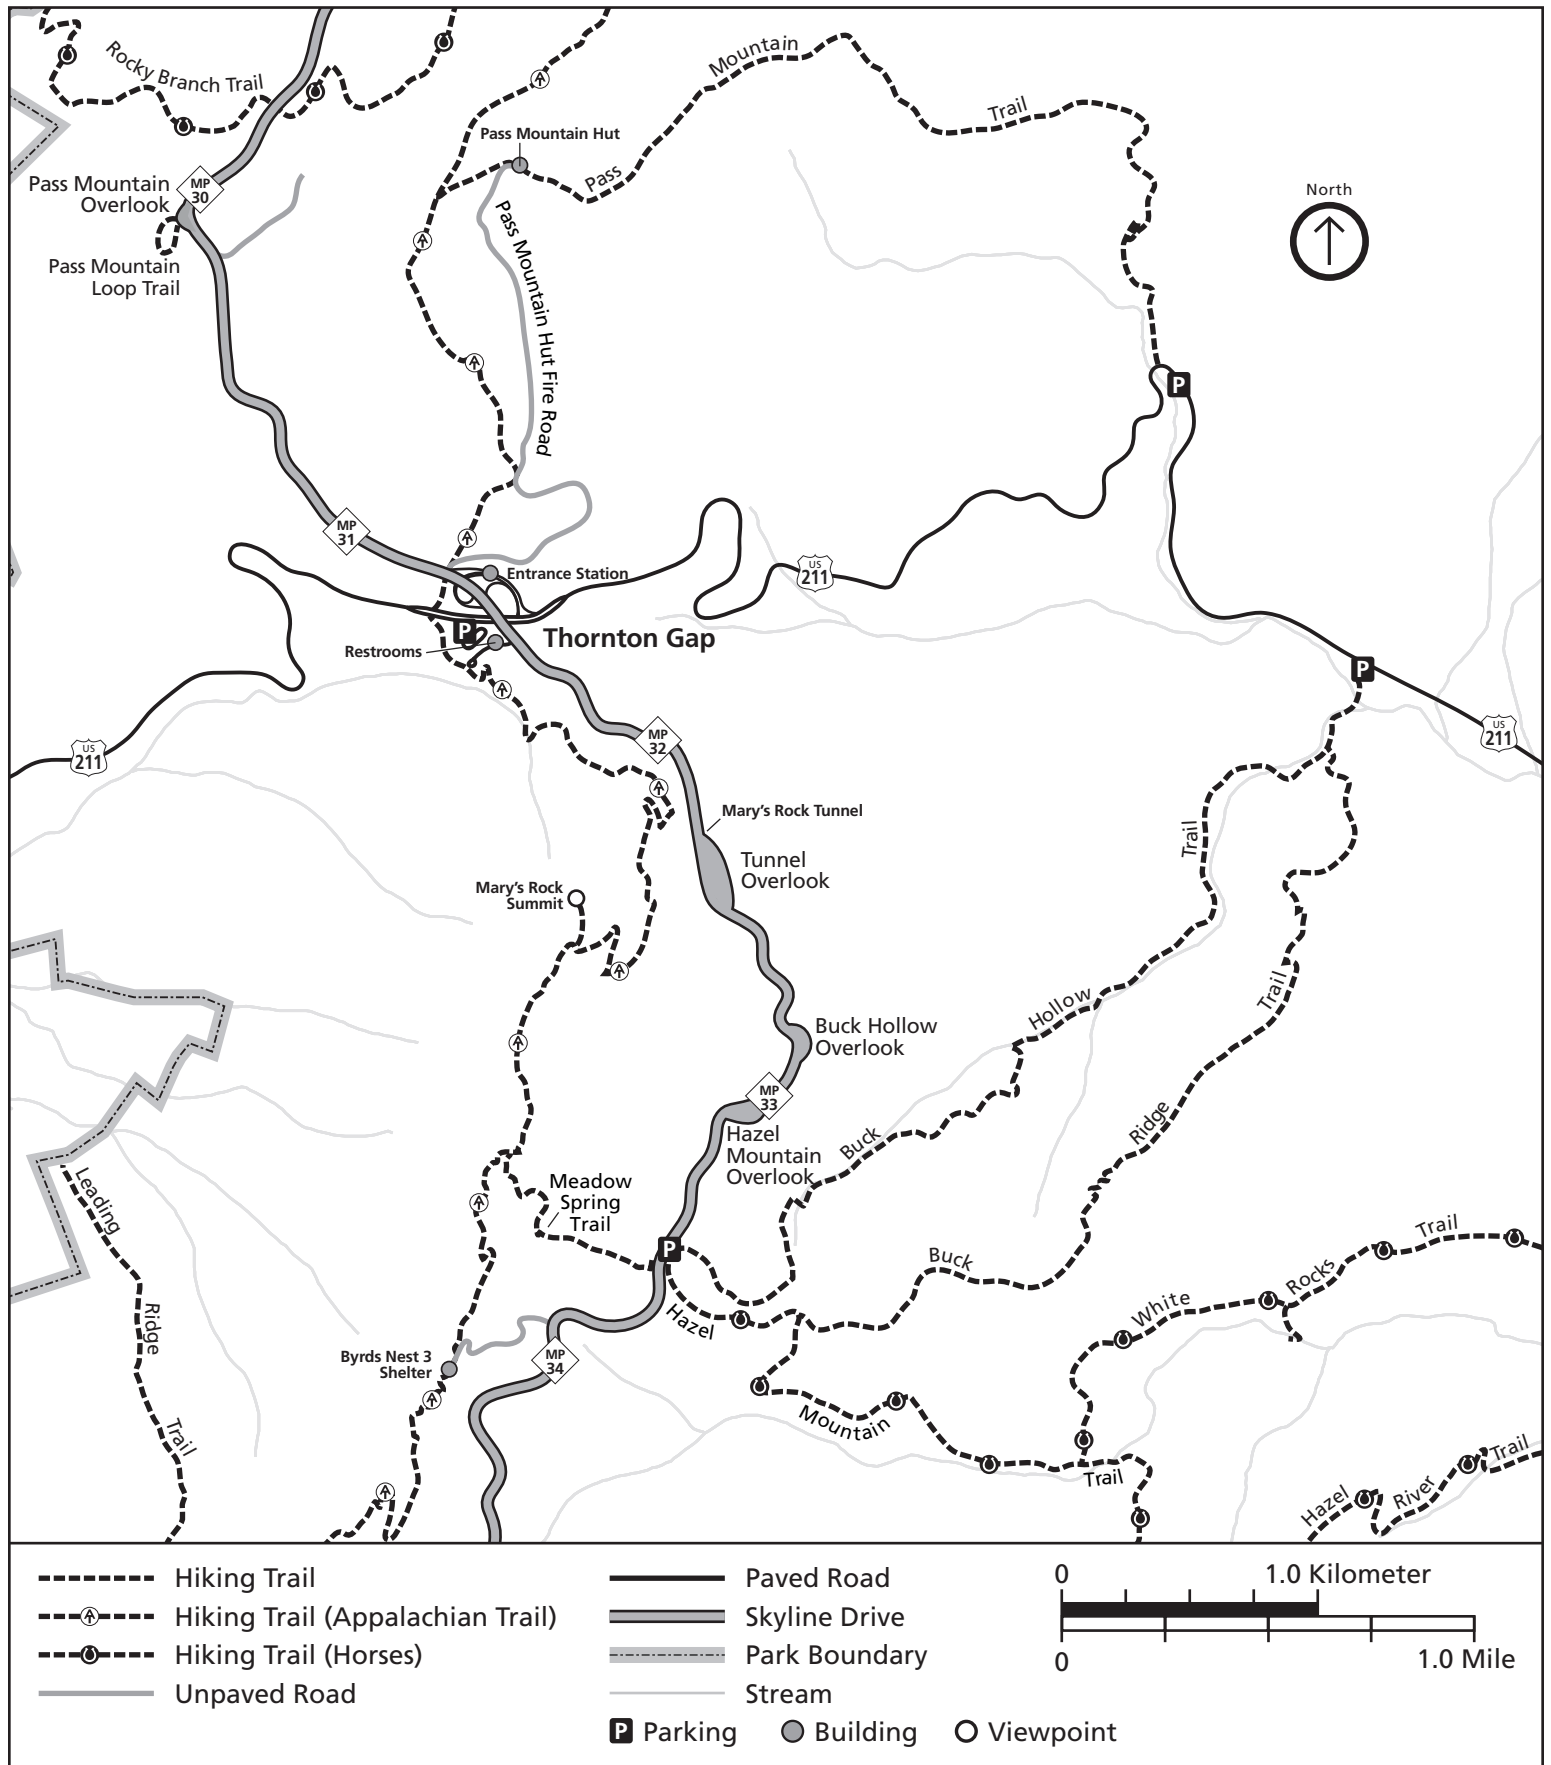 Rocky Branch Trail
Mountain
Trail
Pass
Pass Mountain Hut
North
Pass Mountain
Overlook
MP
30
Pass Mountain
Loop Trail
Pass Mountain Hut Fire Road
P
MP
31
Entrance Station
US
211
P
Thornton Gap
Restrooms
P
US
211
US
211
MP
32
Mary's Rock Tunnel
Tunnel
Overlook
Trail
Mary's Rock
Summit
Trail
Hollow
Buck Hollow
Overlook
MP
33
Hazel
Mountain
Overlook
Buck
Ridge
Leading
Meadow
Spring
Trail
P
Buck
Trail
Rocks
White
Ridge
Hazel
Byrds Nest 3
Shelter
MP
34
Mountain
Trail
Trail
Hazel
River
Trail
Hiking Trail
Hiking Trail (Appalachian Trail)
Hiking Trail (Horses)
Unpaved Road
Paved Road
Skyline Drive
Park Boundary
Stream
P Parking
Building
Viewpoint
0
1.0 Kilometer
0
1.0 Mile